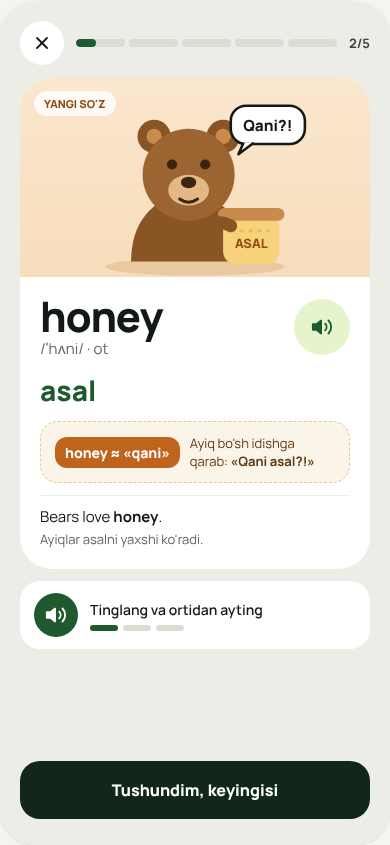 2/5
YANGI SO'Z
Qani?!
ASAL
honey
/ˈhʌni/ · ot
asal
honey ≈ «qani»
Ayiq bo'sh idishga
qarab: «Qani asal?!»
Bears love honey.
Ayiqlar asalni yaxshi ko'radi.
Tinglang va ortidan ayting
Tushundim, keyingisi